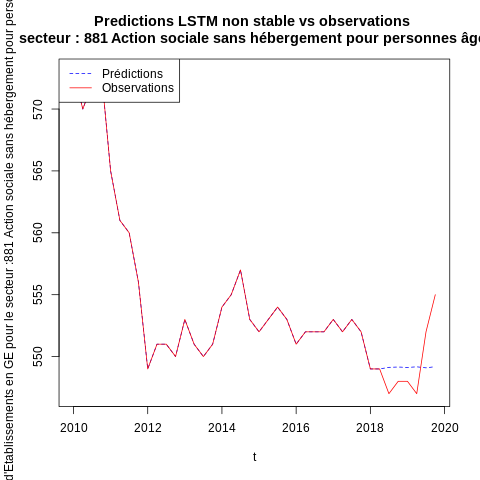 Predictions LSTM non stable vs observations
secteur : 881 Action sociale sans hébergement pour personnes âg
d'Etablissements en GE pour le secteur :881 Action sociale sans hébergement pour perso
Prédictions
Observations
570
565
560
555
550
2010 2012 2014 2016 2018 2020
t